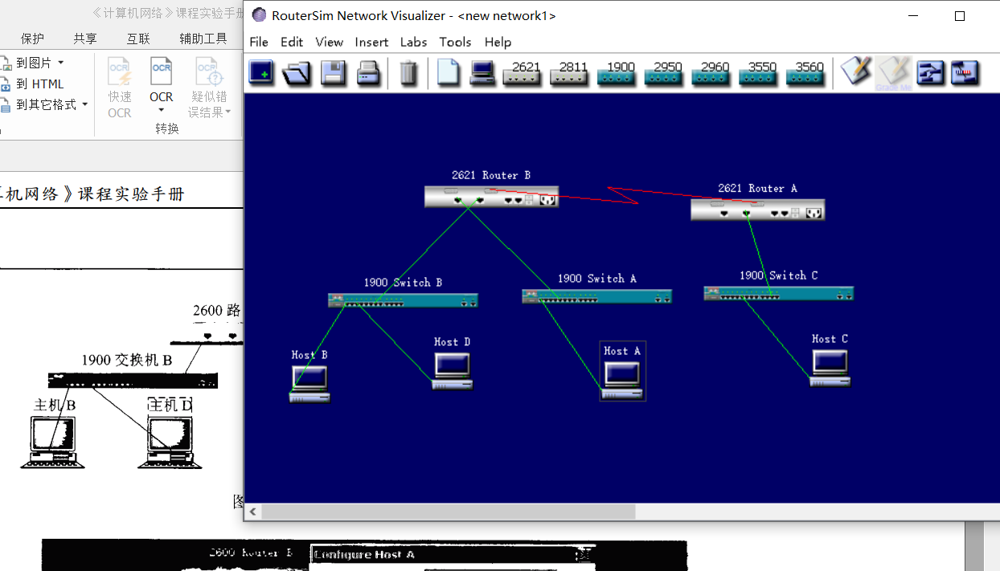 《计算机网络》课程实验手册
保护 共享 互联 辅助工具
到图片
到 HTML
到其它格式
OCR
快速
OCR
OCR
OCR
OCR
疑似错
误结果
转换
机网络》课程实验手册
2600 路
1900 交换机 B
主机 B
主机 D
图
2600 Router B
Configure Host A
RouterSim Network Visualizer - <new network1>
File Edit View Insert Labs Tools Help
2621 2811 1900 2950 2960 3550 3560
Grade Me
2621 Router B
2621 Router A
1900 Switch B
1900 Switch A
1900 Switch C
Host B
Host D
Host A
Host C